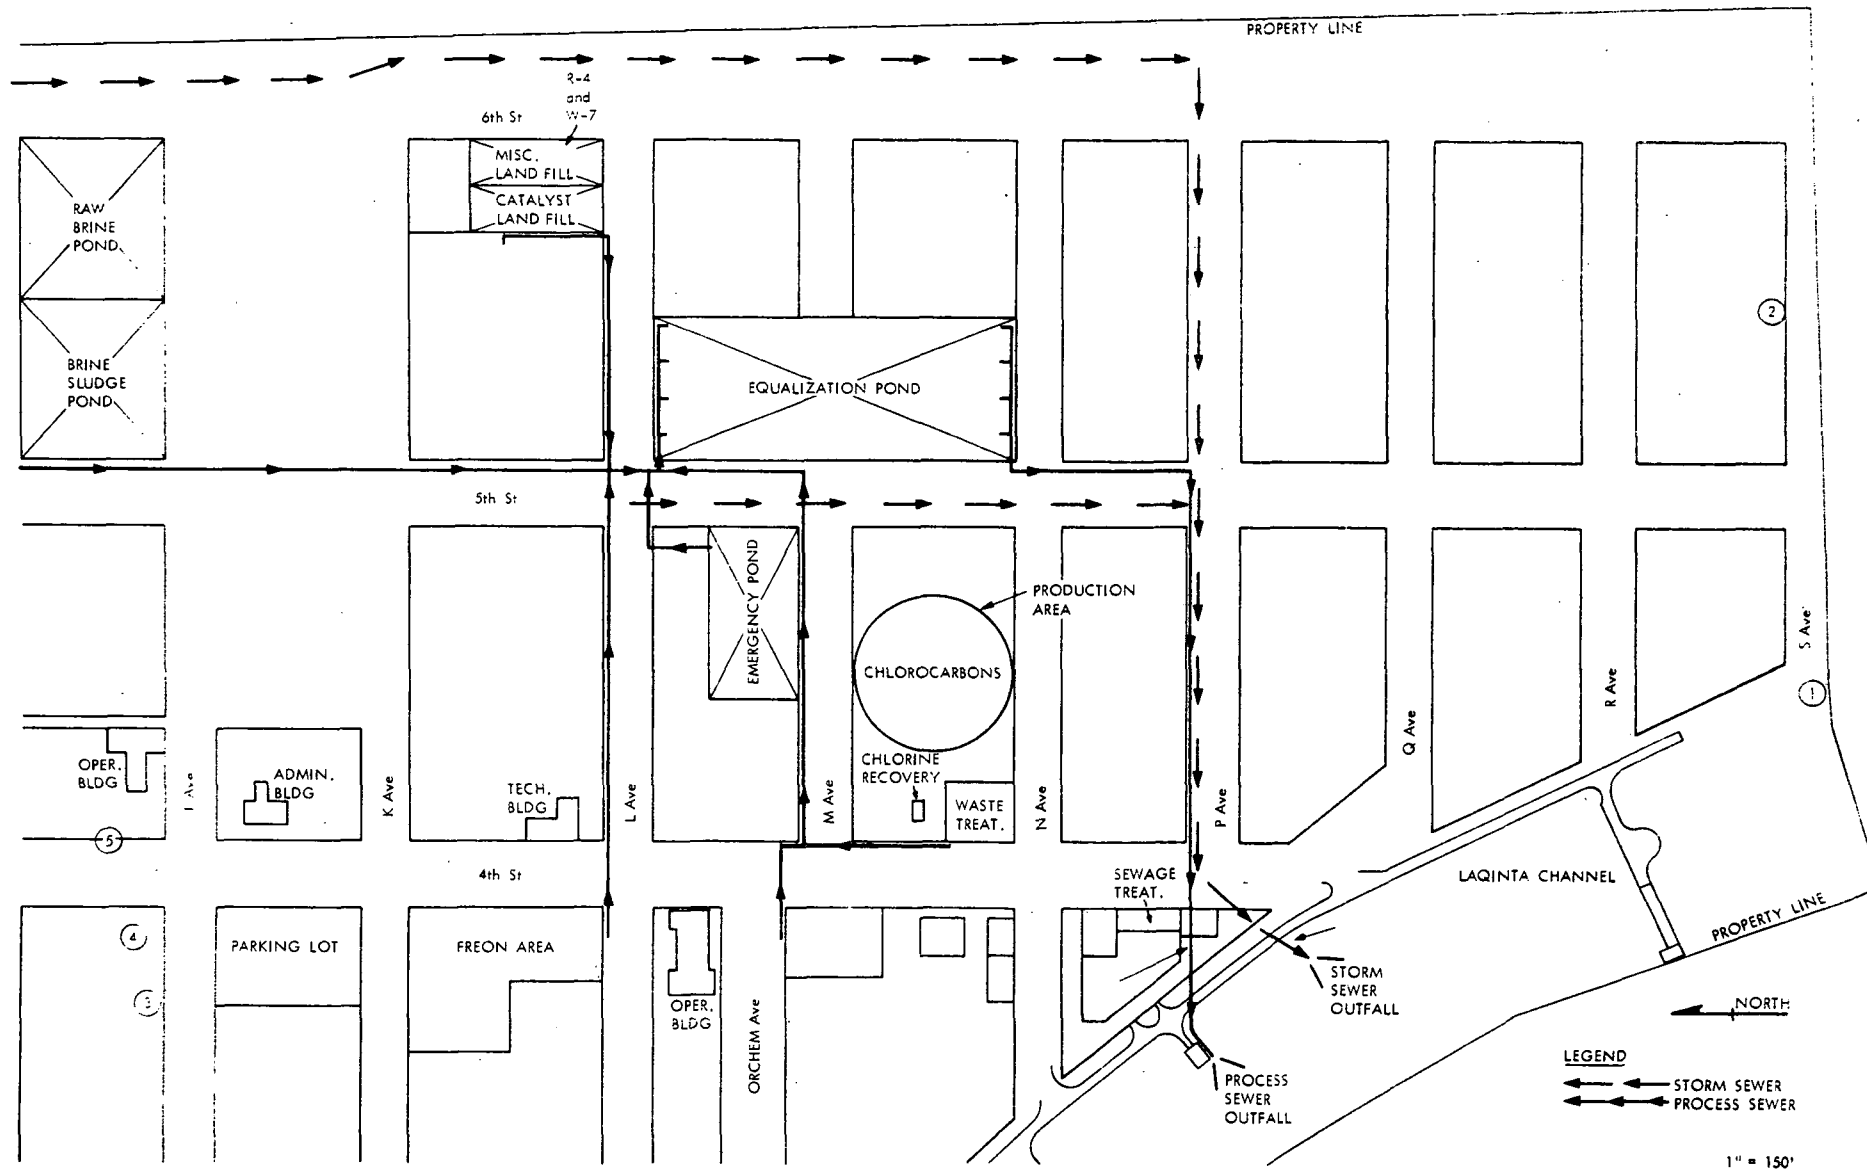 PROPERTY LINE
R-4
and
W-7
6th St
MISC.
LAND FILL
CATALYST
LAND FILL
RAW
BRINE
POND
BRINE
SLUDGE
POND
EQUALIZATION POND
2
5th St
EMERGENCY POND
PRODUCTION
AREA
CHLOROCARBONS
S Ave
1
R Ave
Q Ave
OPER.
BLDG
I Ave
ADMIN.
BLDG
K Ave
TECH.
BLDG
L Ave
M Ave
CHLORINE
RECOVERY
WASTE
TREAT.
N Ave
P Ave
5
4th St
SEWAGE
TREAT.
LAQINTA CHANNEL
PROPERTY LINE
4
PARKING LOT
FREON AREA
3
OPER.
BLDG
ORCHEM Ave
STORM
SEWER
OUTFALL
NORTH
PROCESS
SEWER
OUTFALL
LEGEND
STORM SEWER
PROCESS SEWER
1" = 150'